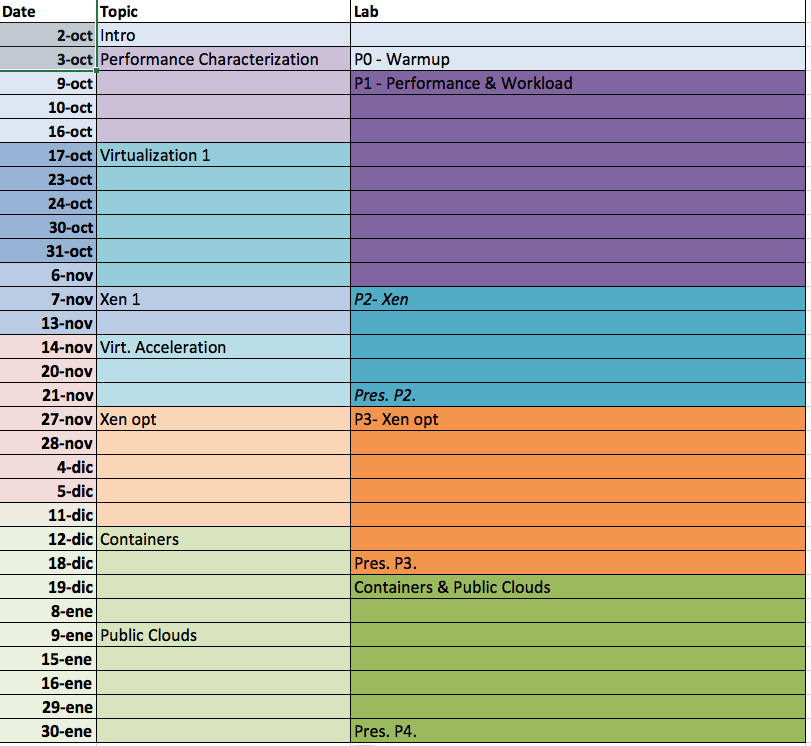 Date Topic Lab
2-oct Intro
3-oct Performance Characterization P0 - Warmup
9-oct P1 - Performance & Workload
10-oct
16-oct
17-oct Virtualization 1
23-oct
24-oct
30-oct
31-oct
6-nov
7-nov Xen 1 P2- Xen
13-nov
14-nov Virt. Acceleration
20-nov
21-nov Pres. P2.
27-nov Xen opt P3- Xen opt
28-nov
4-dic
5-dic
11-dic
12-dic Containers
18-dic Pres. P3.
19-dic Containers & Public Clouds
8-ene
9-ene Public Clouds
15-ene
16-ene
29-ene
30-ene Pres. P4.